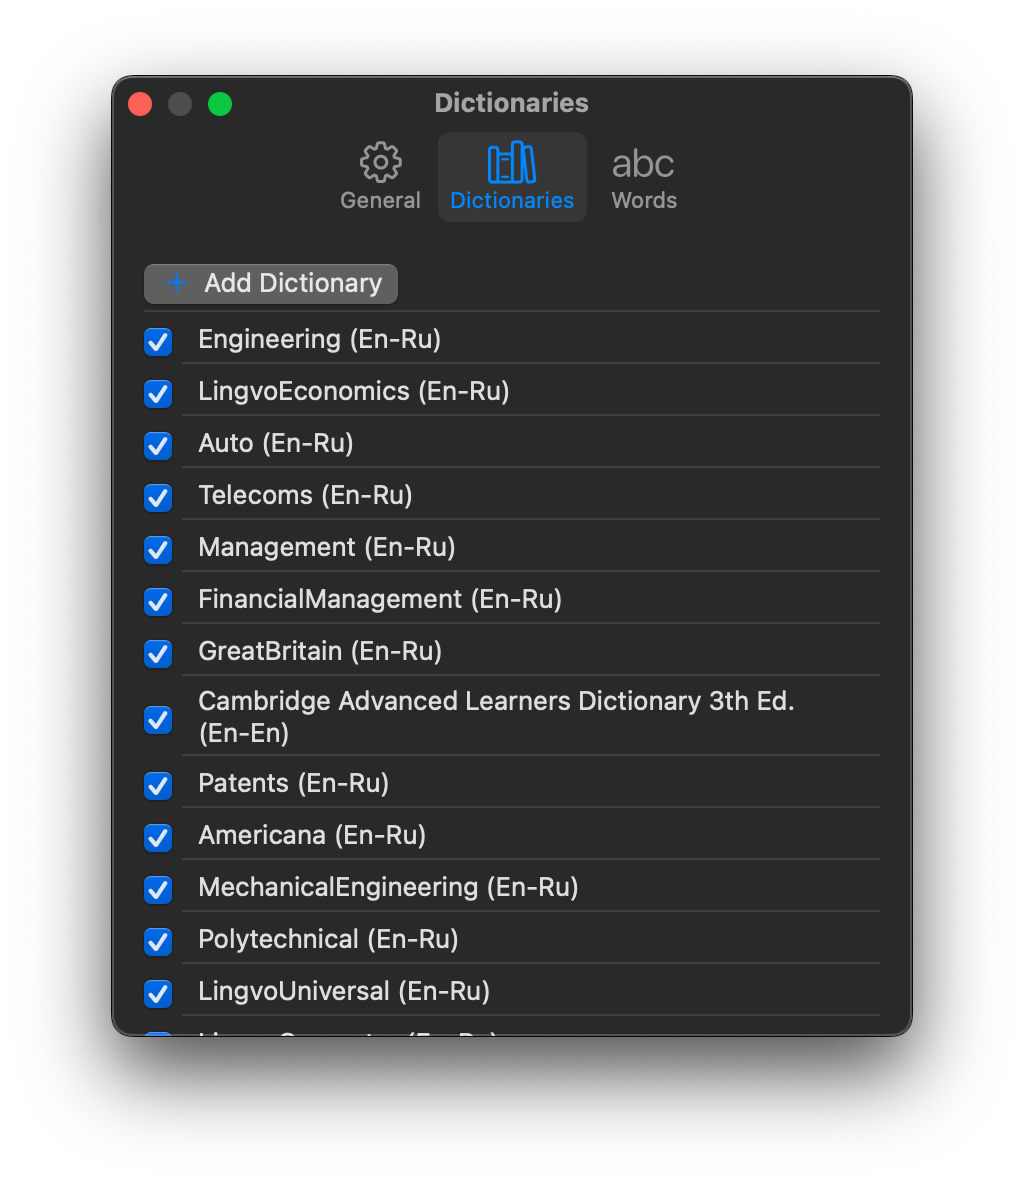 Dictionaries
General
Dictionaries
abc
Words
+ Add Dictionary
Engineering (En-Ru)
LingvoEconomics (En-Ru)
Auto (En-Ru)
Telecoms (En-Ru)
Management (En-Ru)
FinancialManagement (En-Ru)
GreatBritain (En-Ru)
Cambridge Advanced Learners Dictionary 3th Ed.
(En-En)
Patents (En-Ru)
Americana (En-Ru)
MechanicalEngineering (En-Ru)
Polytechnical (En-Ru)
LingvoUniversal (En-Ru)